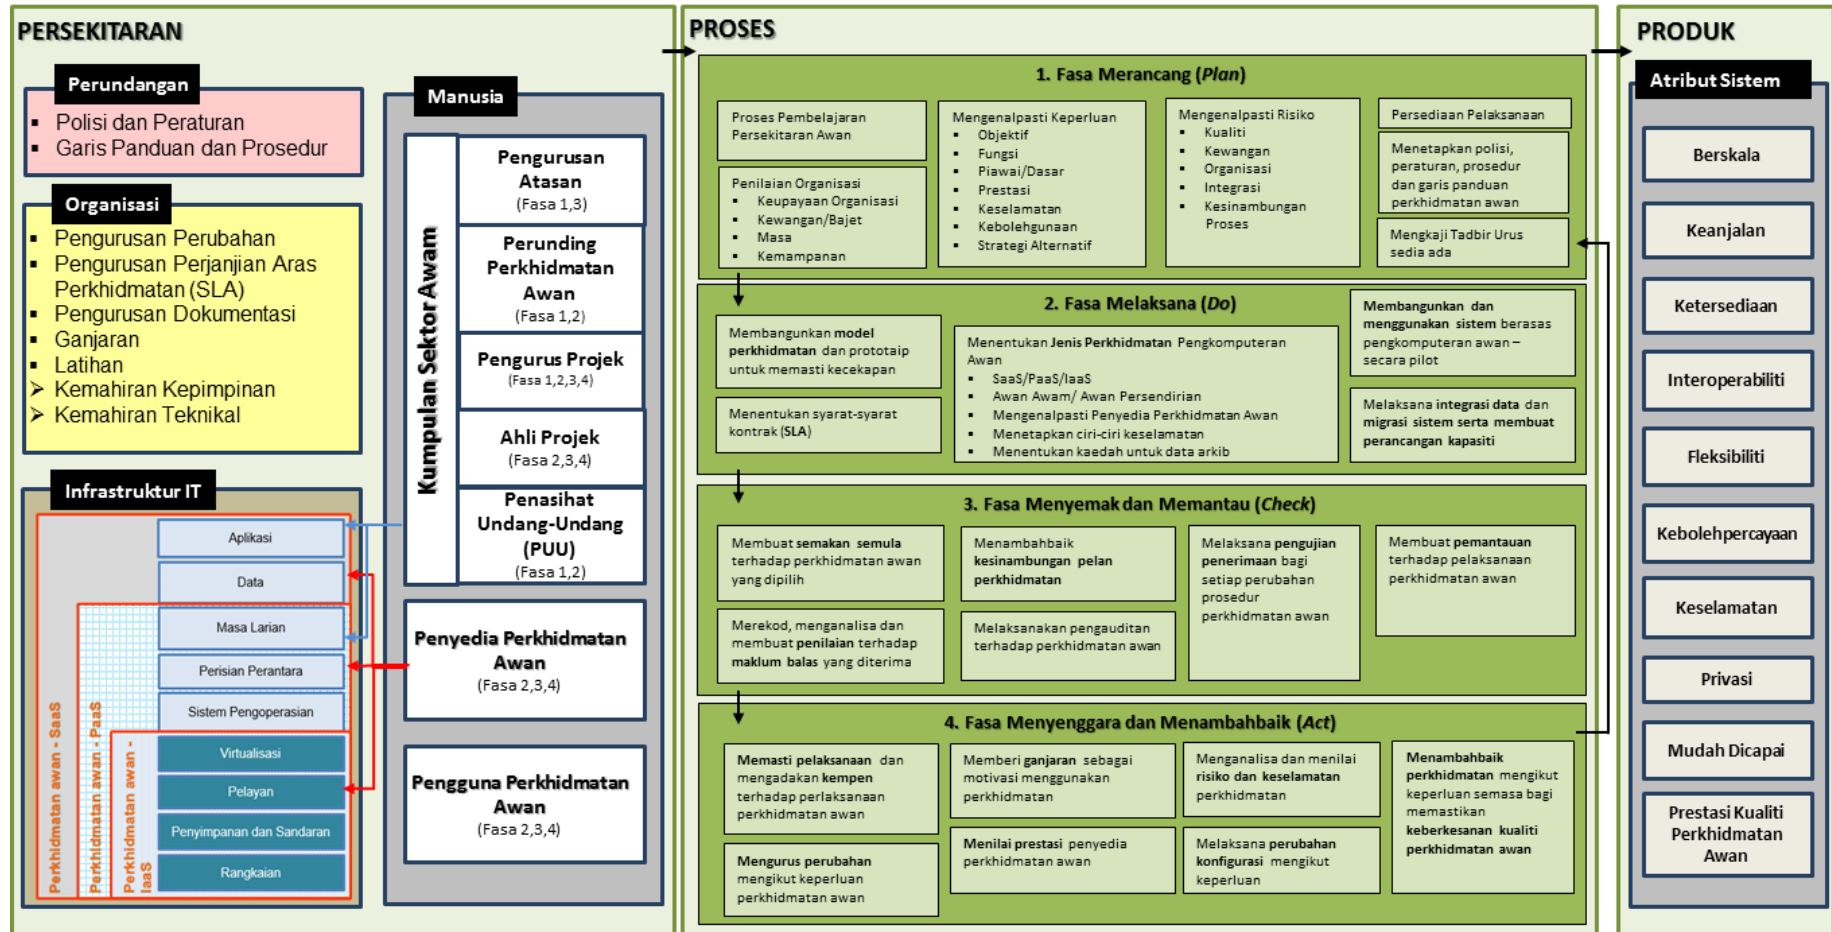 PERSEKITARAN
Perundangan
▪ Polisi dan Peraturan
▪ Garis Panduan dan Prosedur
Organisasi
▪ Pengurusan Perubahan
▪ Pengurusan Perjanjian Aras
Perkhidmatan (SLA)
▪ Pengurusan Dokumentasi
▪ Ganjaran
▪ Latihan
➢ Kemahiran Kepimpinan
➢ Kemahiran Teknikal
Infrastruktur IT
Aplikasi
Data
Masa Larian
Perisian Perantara
Sistem Pengoperasian
Virtualisasi
Pelayan
Penyimpanan dan Sandaran
Rangkaian
Perkhidmatan awan - SaaS
Perkhidmatan awan - PaaS
Perkhidmatan awan -
IaaS
Manusia
Kumpulan Sektor Awam
Pengurusan
Atasan
(Fasa 1,3)
Perunding
Perkhidmatan
Awan
(Fasa 1,2)
Pengurus Projek
(Fasa 1,2,3,4)
Ahli Projek
(Fasa 2,3,4)
Penasihat
Undang-Undang
(PUU)
(Fasa 1,2)
Penyedia Perkhidmatan
Awan
(Fasa 2,3,4)
Pengguna Perkhidmatan
Awan
(Fasa 2,3,4)
PROSES
1. Fasa Merancang (Plan)
Proses Pembelajaran
Persekitaran Awan
Penilaian Organisasi
▪ Keupayaan Organisasi
▪ Kewangan/Bajet
▪ Masa
▪ Kemampanan
Mengenalpasti Keperluan
▪ Objektif
▪ Fungsi
▪ Piawai/Dasar
▪ Prestasi
▪ Keselamatan
▪ Kebolehgunaan
▪ Strategi Alternatif
Mengenalpasti Risiko
▪ Kualiti
▪ Kewangan
▪ Organisasi
▪ Integrasi
▪ Kesinambungan
Proses
Persediaan Pelaksanaan
Menetapkan polisi,
peraturan, prosedur
dan garis panduan
perkhidmatan awan
Mengkaji Tadbir Urus
sedia ada
2. Fasa Melaksana (Do)
Membangunkan model
perkhidmatan dan prototaip
untuk memasti kecekapan
Menentukan syarat-syarat
kontrak (SLA)
Menentukan Jenis Perkhidmatan Pengkomputeran
Awan
▪ SaaS/PaaS/IaaS
▪ Awan Awam/ Awan Persendirian
▪ Mengenalpasti Penyedia Perkhidmatan Awan
▪ Menetapkan ciri-ciri keselamatan
▪ Menentukan kaedah untuk data arkib
Membangunkan dan
menggunakan sistem berasas
pengkomputeran awan –
secara pilot
Melaksana integrasi data dan
migrasi sistem serta membuat
perancangan kapasiti
3. Fasa Menyemak dan Memantau (Check)
Membuat semakan semula
terhadap perkhidmatan awan
yang dipilih
Merekod, menganalisa dan
membuat penilaian terhadap
maklum balas yang diterima
Menambahbaik
kesinambungan pelan
perkhidmatan
Melaksanakan pengauditan
terhadap perkhidmatan awan
Melaksana pengujian
penerimaan bagi
setiap perubahan
prosedur
perkhidmatan awan
Membuat pemantauan
terhadap pelaksanaan
perkhidmatan awan
4. Fasa Menyenggara dan Menambahbaik (Act)
Memasti pelaksanaan dan
mengadakan kempen
terhadap perlaksanaan
perkhidmatan awan
Mengurus perubahan
mengikut keperluan
perkhidmatan awan
Memberi ganjaran sebagai
motivasi menggunakan
perkhidmatan
Menilai prestasi penyedia
perkhidmatan awan
Menganalisa dan menilai
risiko dan keselamatan
perkhidmatan
Melaksana perubahan
konfigurasi mengikut
keperluan
Menambahbaik
perkhidmatan mengikut
keperluan semasa bagi
memastikan
keberkesanan kualiti
perkhidmatan awan
PRODUK
Atribut Sistem
Berskala
Keanjalan
Ketersediaan
Interoperabiliti
Fleksibiliti
Kebolehpercayaan
Keselamatan
Privasi
Mudah Dicapai
Prestasi Kualiti
Perkhidmatan
Awan